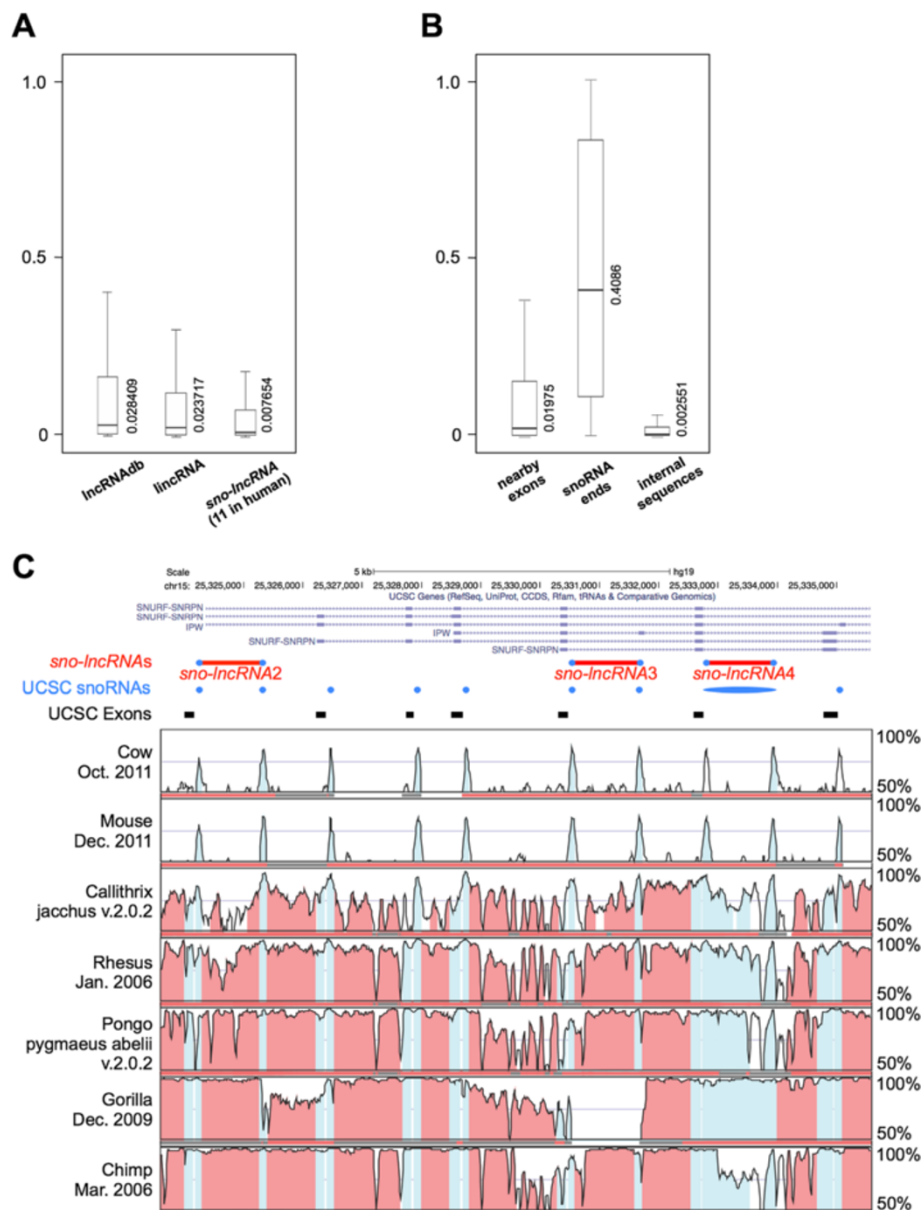 A
B
1.0
0.5
0
0.028409
0.023717
0.007654
lncRNAdb
lincRNA
sno-lncRNA
(11 in human)
1.0
0.5
0
0.01975
0.4086
0.002551
nearby
exons
snoRNA
ends
internal
sequences
C
Scale 5 kb hg19
chr15: 25,325,000 25,326,000 25,327,000 25,328,000 25,329,000 25,330,000 25,331,000 25,332,000 25,333,000 25,334,000 25,335,000
UCSC Genes (RefSeq, UniProt, CCDS, Rfam, tRNAs & Comparative Genomics)
SNURF-SNRPN
SNURF-SNRPN
IPW
IPW
SNURF-SNRPN
SNURF-SNRPN
sno-lncRNAs
sno-lncRNA2 sno-lncRNA3 sno-lncRNA4
UCSC snoRNAs
UCSC Exons
Cow
Oct. 2011
100%
50%
Mouse
Dec. 2011
100%
50%
Callithrix
jacchus v.2.0.2
100%
50%
Rhesus
Jan. 2006
100%
50%
Pongo
pygmaeus abelii
v.2.0.2
100%
50%
Gorilla
Dec. 2009
100%
50%
Chimp
Mar. 2006
100%
50%